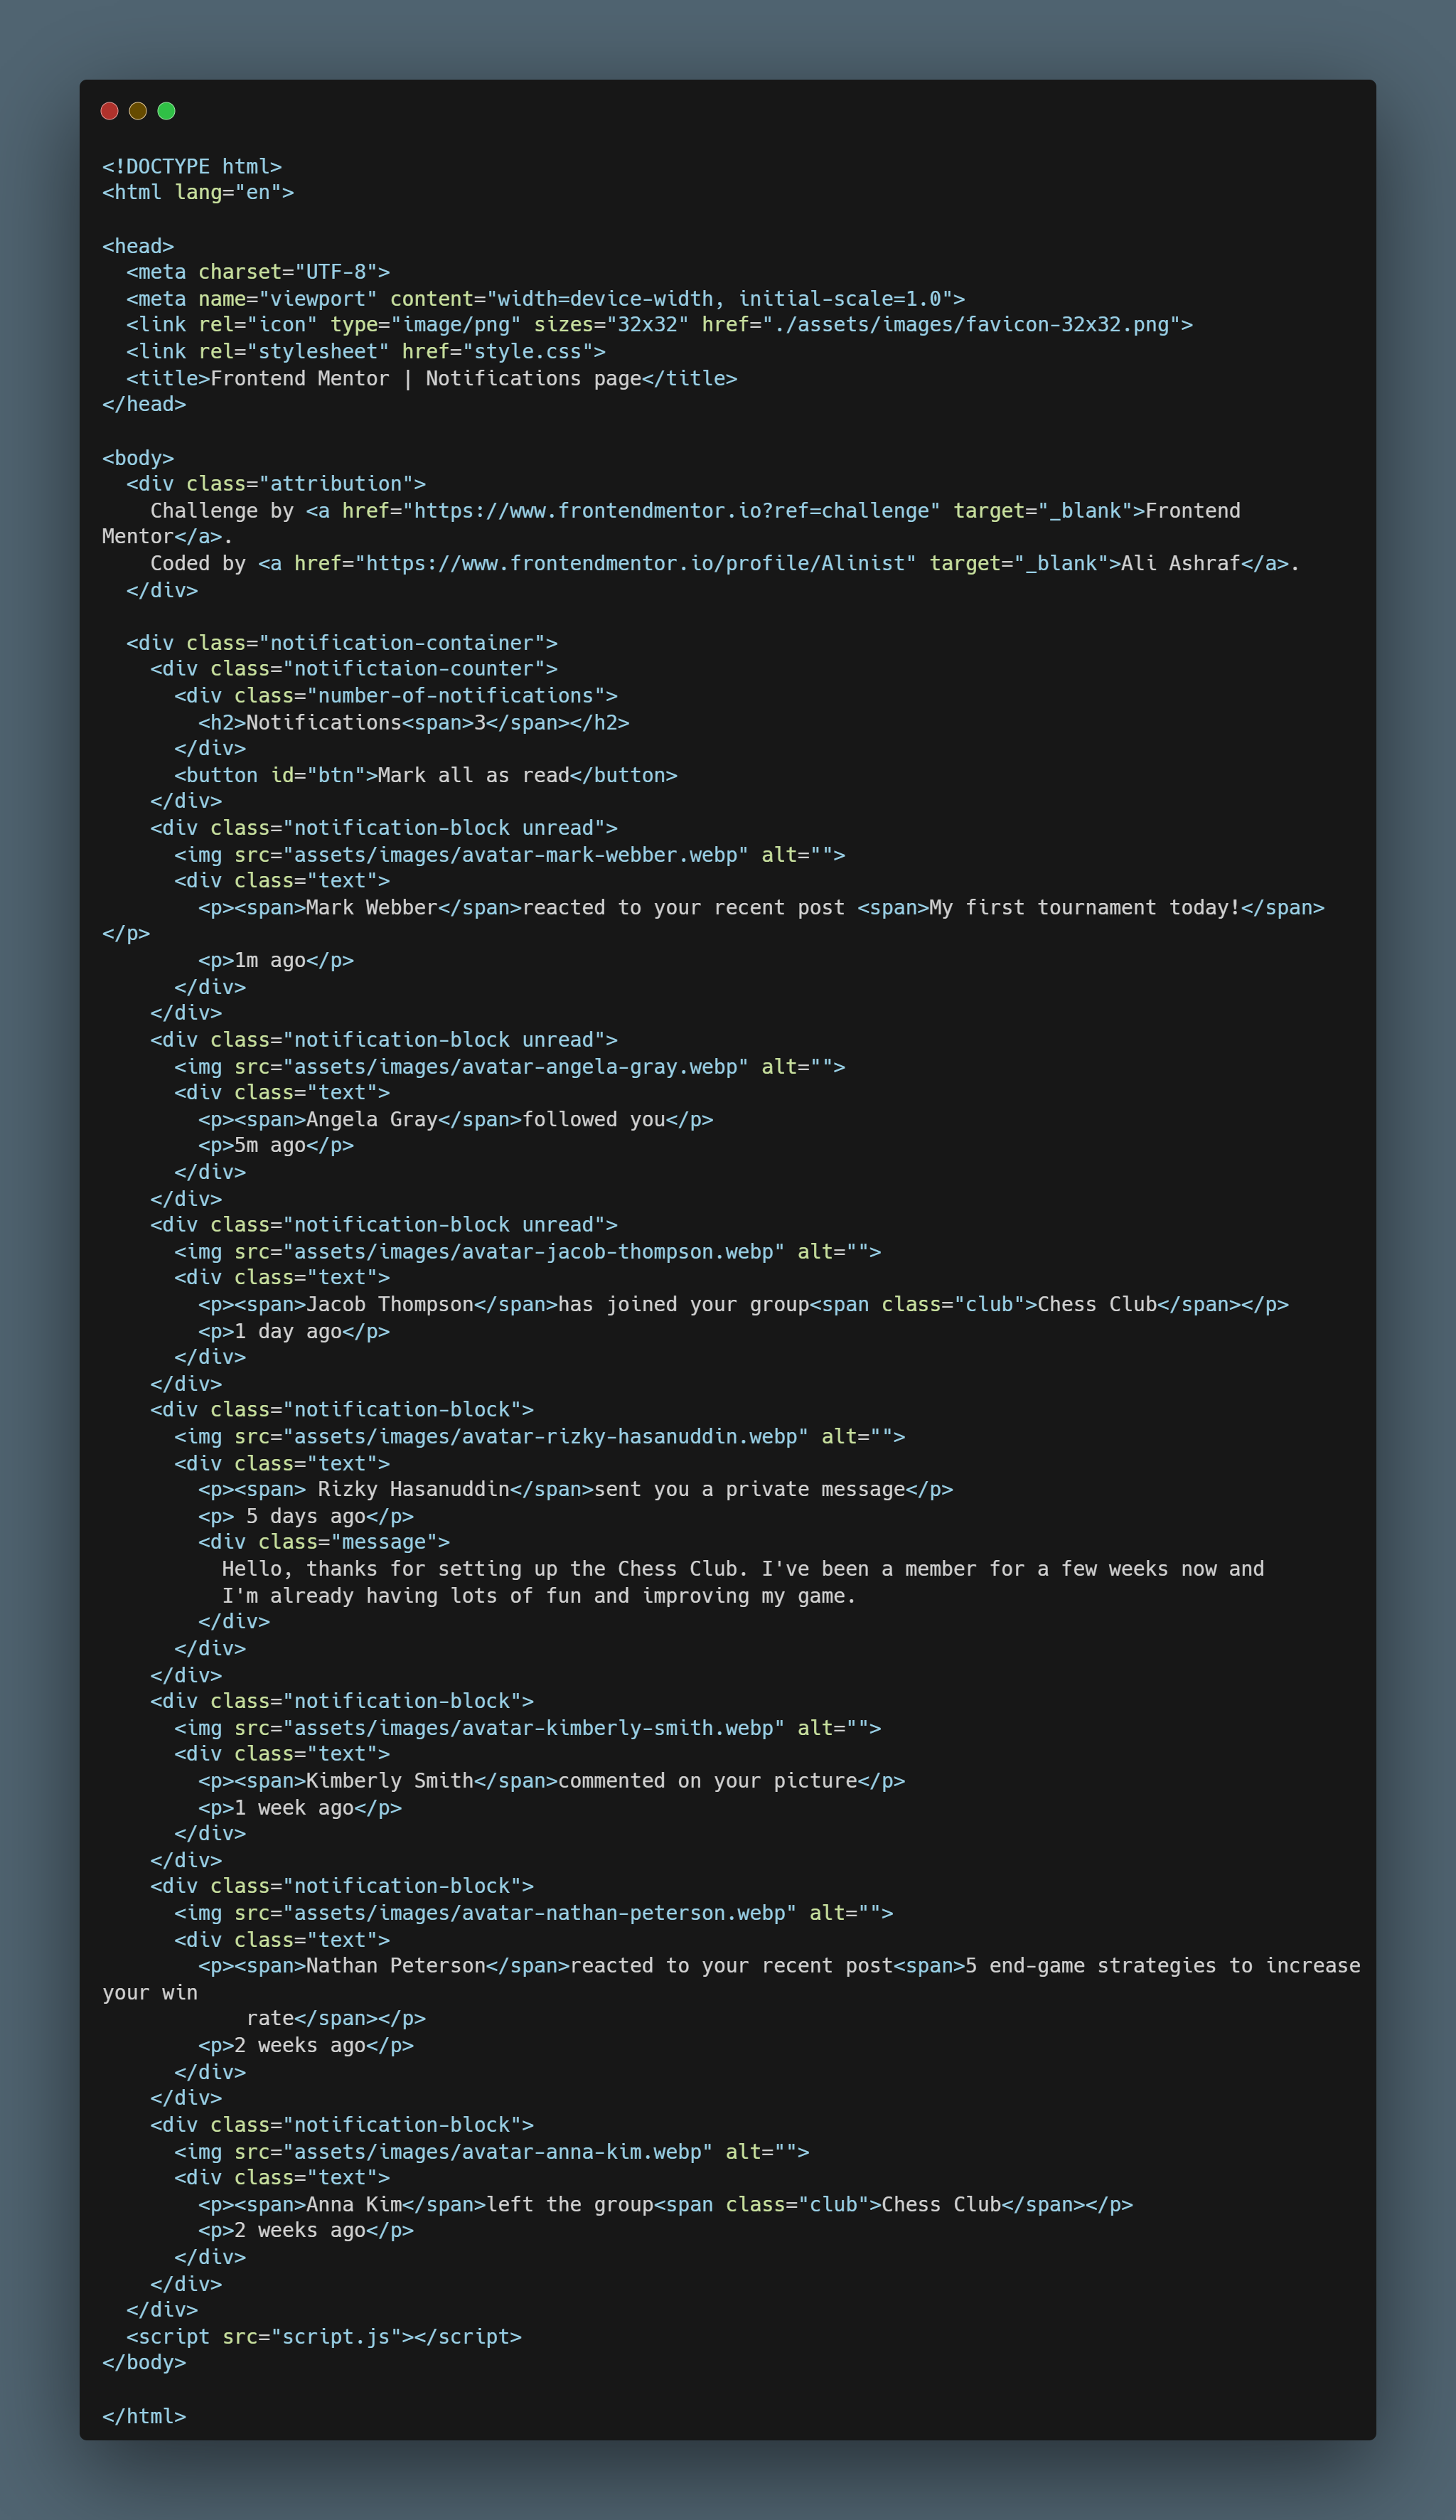 <!DOCTYPE html>
<html lang="en">

<head>
  <meta charset="UTF-8">
  <meta name="viewport" content="width=device-width, initial-scale=1.0">
  <link rel="icon" type="image/png" sizes="32x32" href="./assets/images/favicon-32x32.png">
  <link rel="stylesheet" href="style.css">
  <title>Frontend Mentor | Notifications page</title>
</head>

<body>
  <div class="attribution">
    Challenge by <a href="https://www.frontendmentor.io?ref=challenge" target="_blank">Frontend
Mentor</a>.
    Coded by <a href="https://www.frontendmentor.io/profile/Alinist" target="_blank">Ali Ashraf</a>.
  </div>

  <div class="notification-container">
    <div class="notifictaion-counter">
      <div class="number-of-notifications">
        <h2>Notifications<span>3</span></h2>
      </div>
      <button id="btn">Mark all as read</button>
    </div>
    <div class="notification-block unread">
      <img src="assets/images/avatar-mark-webber.webp" alt="">
      <div class="text">
        <p><span>Mark Webber</span>reacted to your recent post <span>My first tournament today!</span>
</p>
        <p>1m ago</p>
      </div>
    </div>
    <div class="notification-block unread">
      <img src="assets/images/avatar-angela-gray.webp" alt="">
      <div class="text">
        <p><span>Angela Gray</span>followed you</p>
        <p>5m ago</p>
      </div>
    </div>
    <div class="notification-block unread">
      <img src="assets/images/avatar-jacob-thompson.webp" alt="">
      <div class="text">
        <p><span>Jacob Thompson</span>has joined your group<span class="club">Chess Club</span></p>
        <p>1 day ago</p>
      </div>
    </div>
    <div class="notification-block">
      <img src="assets/images/avatar-rizky-hasanuddin.webp" alt="">
      <div class="text">
        <p><span> Rizky Hasanuddin</span>sent you a private message</p>
        <p> 5 days ago</p>
        <div class="message">
          Hello, thanks for setting up the Chess Club. I've been a member for a few weeks now and
          I'm already having lots of fun and improving my game.
        </div>
      </div>
    </div>
    <div class="notification-block">
      <img src="assets/images/avatar-kimberly-smith.webp" alt="">
      <div class="text">
        <p><span>Kimberly Smith</span>commented on your picture</p>
        <p>1 week ago</p>
      </div>
    </div>
    <div class="notification-block">
      <img src="assets/images/avatar-nathan-peterson.webp" alt="">
      <div class="text">
        <p><span>Nathan Peterson</span>reacted to your recent post<span>5 end-game strategies to increase
your win
            rate</span></p>
        <p>2 weeks ago</p>
      </div>
    </div>
    <div class="notification-block">
      <img src="assets/images/avatar-anna-kim.webp" alt="">
      <div class="text">
        <p><span>Anna Kim</span>left the group<span class="club">Chess Club</span></p>
        <p>2 weeks ago</p>
      </div>
    </div>
  </div>
  <script src="script.js"></script>
</body>

</html>